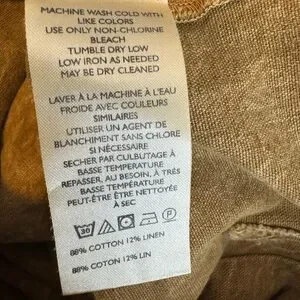 MACHINE WASH COLD WITH
LIKE COLORS
USE ONLY NON-CHLORINE
BLEACH
TUMBLE DRY LOW
LOW IRON AS NEEDED
MAY BE DRY CLEANED
LAVER À LA MACHINE À L'EAU
FROIDE AVEC COULEURS
SIMILAIRES
UTILISER UN AGENT DE
BLANCHIMENT SANS CHLORE
SI NÉCESSAIRE
SECHER PAR CULBUTAGE À
BASSE TEMPÉRATURE
REPASSER, AU BESOIN, À TRÈS
BASSE TEMPÉRATURE
PEUT-ÊTRE ÊTRE NETTOYÉE
À SEC
30
P
88% COTTON 12% LINEN
88% COTON 12% LIN